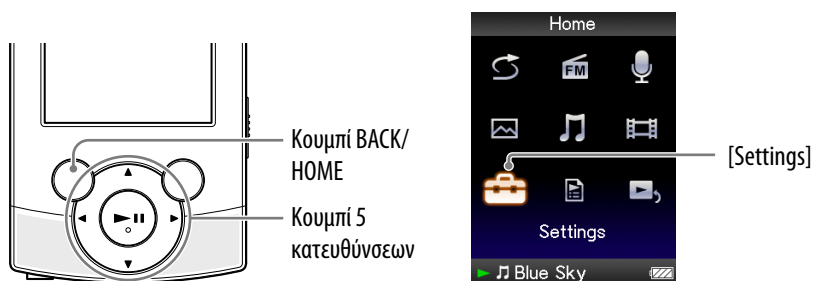 Κουμπί BACK/
HOME
Κουμπί 5
κατευθύνσεων
Home
FM
Settings
Blue Sky
[Settings]